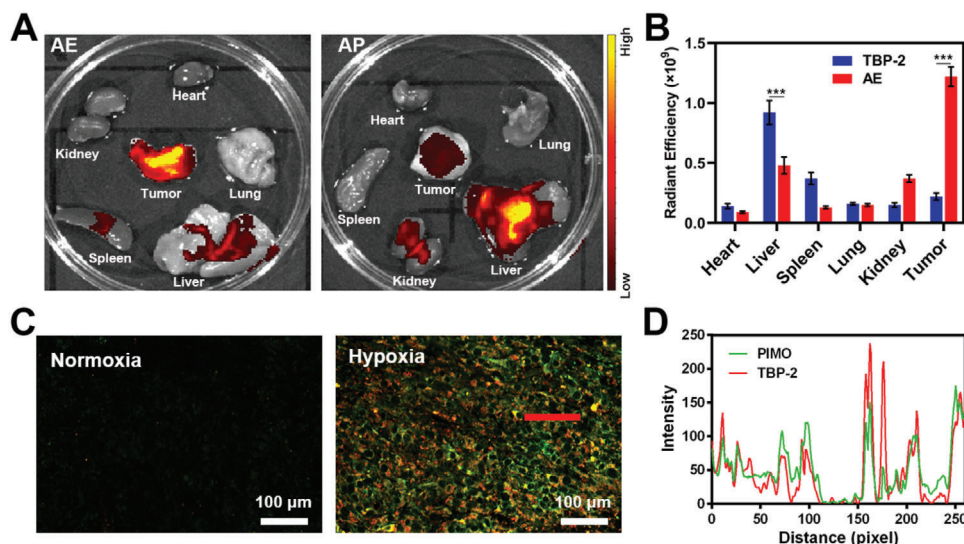 A
AE
Heart
Kidney
Tumor
Lung
Spleen
Liver
AP
Heart
Lung
Tumor
Spleen
Kidney
Liver
High
Low
B
Radiant Efficiency (×10⁹)
1.5
1.0
0.5
0.0
TBP-2
AE
***
***
Heart
Liver
Spleen
Lung
Kidney
Tumor
C
Normoxia
100 µm
Hypoxia
100 µm
D
Intensity
250
200
150
100
50
0
PIMO
TBP-2
0
50
100
150
200
250
Distance (pixel)